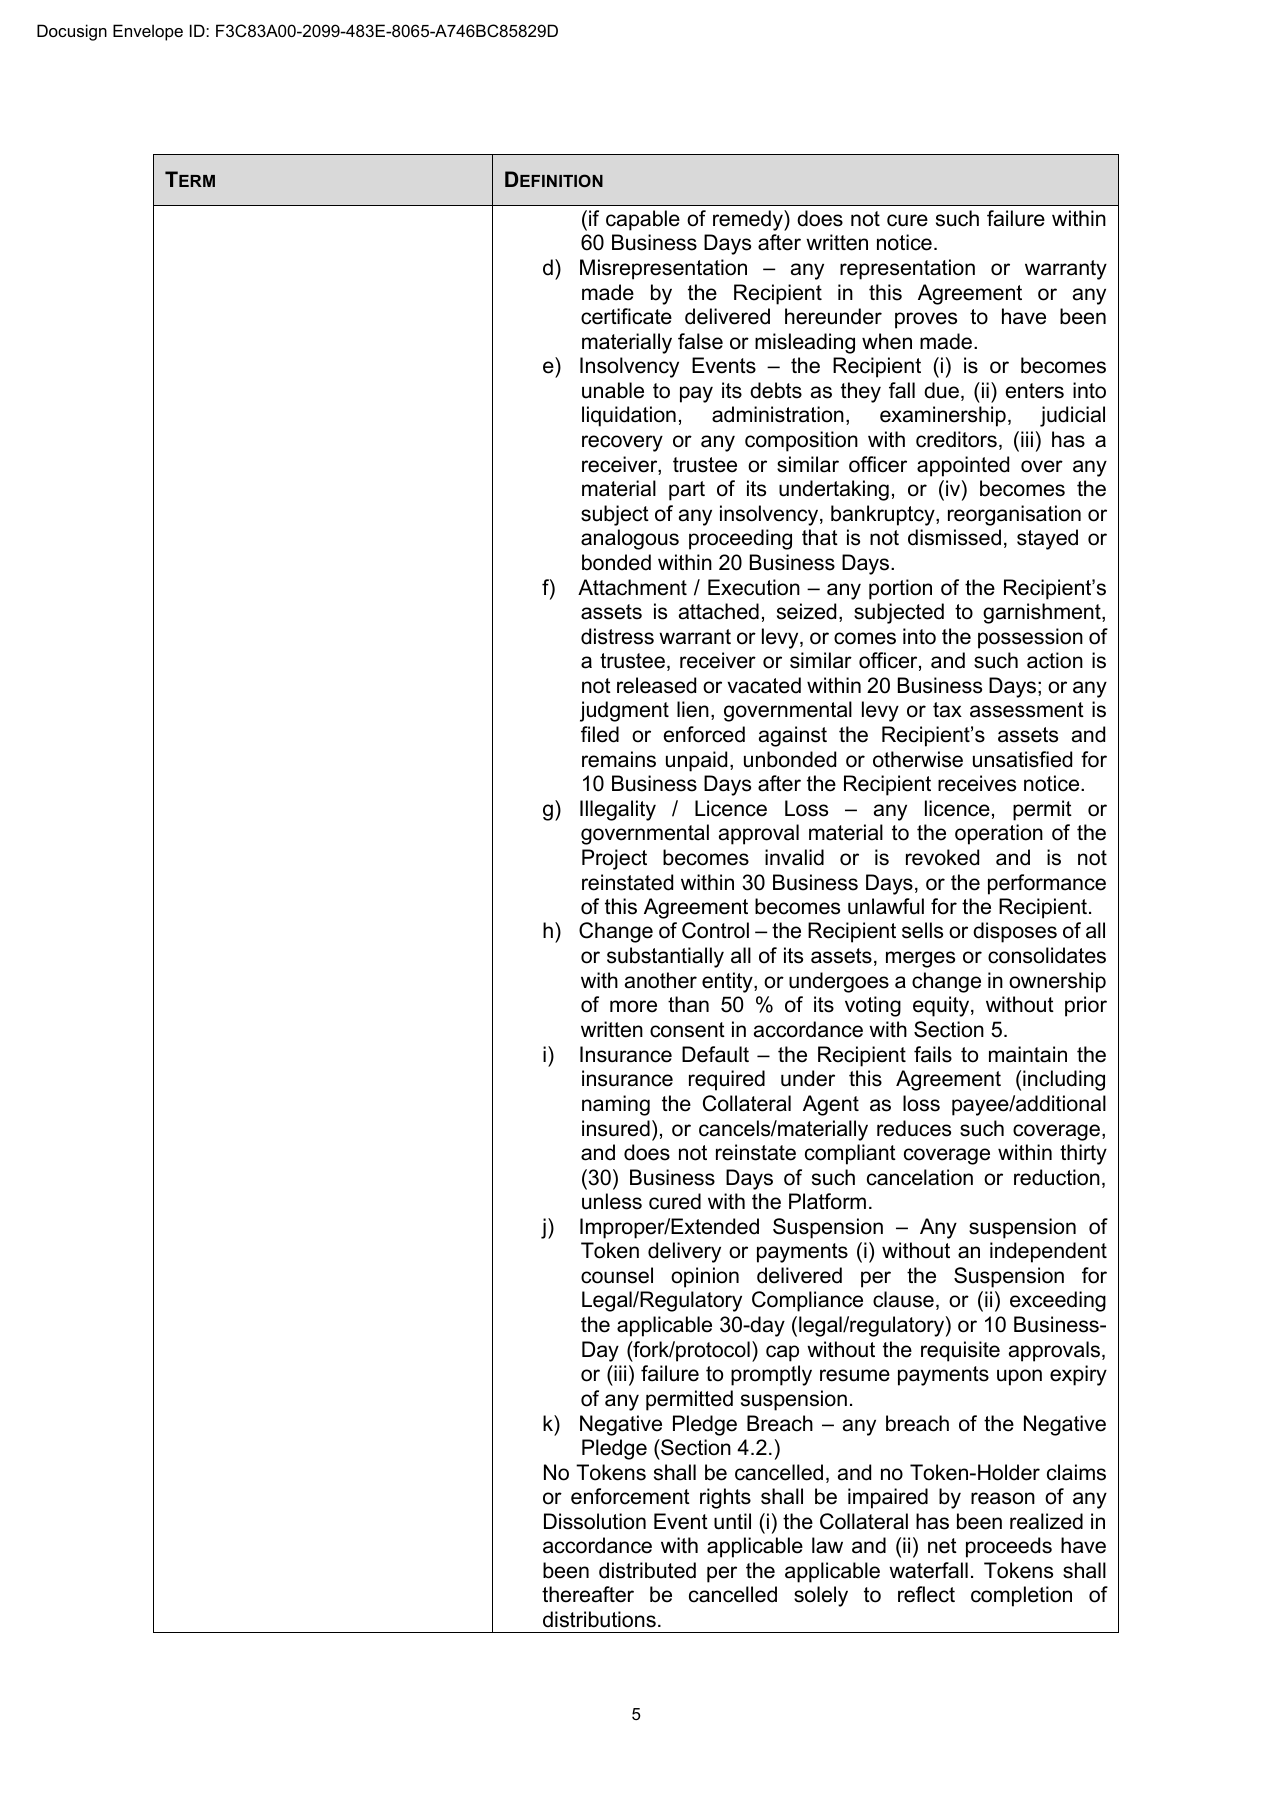 Docusign Envelope ID: F3C83A00-2099-483E-8065-A746BC85829D
TERM
DEFINITION
(if capable of remedy) does not cure such failure within
60 Business Days after written notice.
d) Misrepresentation – any representation or warranty
made by the Recipient in this Agreement or any
certificate delivered hereunder proves to have been
materially false or misleading when made.
e) Insolvency Events – the Recipient (i) is or becomes
unable to pay its debts as they fall due, (ii) enters into
liquidation, administration, examinership, judicial
recovery or any composition with creditors, (iii) has a
receiver, trustee or similar officer appointed over any
material part of its undertaking, or (iv) becomes the
subject of any insolvency, bankruptcy, reorganisation or
analogous proceeding that is not dismissed, stayed or
bonded within 20 Business Days.
f) Attachment / Execution – any portion of the Recipient’s
assets is attached, seized, subjected to garnishment,
distress warrant or levy, or comes into the possession of
a trustee, receiver or similar officer, and such action is
not released or vacated within 20 Business Days; or any
judgment lien, governmental levy or tax assessment is
filed or enforced against the Recipient’s assets and
remains unpaid, unbonded or otherwise unsatisfied for
10 Business Days after the Recipient receives notice.
g) Illegality / Licence Loss – any licence, permit or
governmental approval material to the operation of the
Project becomes invalid or is revoked and is not
reinstated within 30 Business Days, or the performance
of this Agreement becomes unlawful for the Recipient.
h) Change of Control – the Recipient sells or disposes of all
or substantially all of its assets, merges or consolidates
with another entity, or undergoes a change in ownership
of more than 50 % of its voting equity, without prior
written consent in accordance with Section 5.
i) Insurance Default – the Recipient fails to maintain the
insurance required under this Agreement (including
naming the Collateral Agent as loss payee/additional
insured), or cancels/materially reduces such coverage,
and does not reinstate compliant coverage within thirty
(30) Business Days of such cancelation or reduction,
unless cured with the Platform.
j) Improper/Extended Suspension – Any suspension of
Token delivery or payments (i) without an independent
counsel opinion delivered per the Suspension for
Legal/Regulatory Compliance clause, or (ii) exceeding
the applicable 30-day (legal/regulatory) or 10 Business-
Day (fork/protocol) cap without the requisite approvals,
or (iii) failure to promptly resume payments upon expiry
of any permitted suspension.
k) Negative Pledge Breach – any breach of the Negative
Pledge (Section 4.2.)
No Tokens shall be cancelled, and no Token-Holder claims
or enforcement rights shall be impaired by reason of any
Dissolution Event until (i) the Collateral has been realized in
accordance with applicable law and (ii) net proceeds have
been distributed per the applicable waterfall. Tokens shall
thereafter be cancelled solely to reflect completion of
distributions.
5